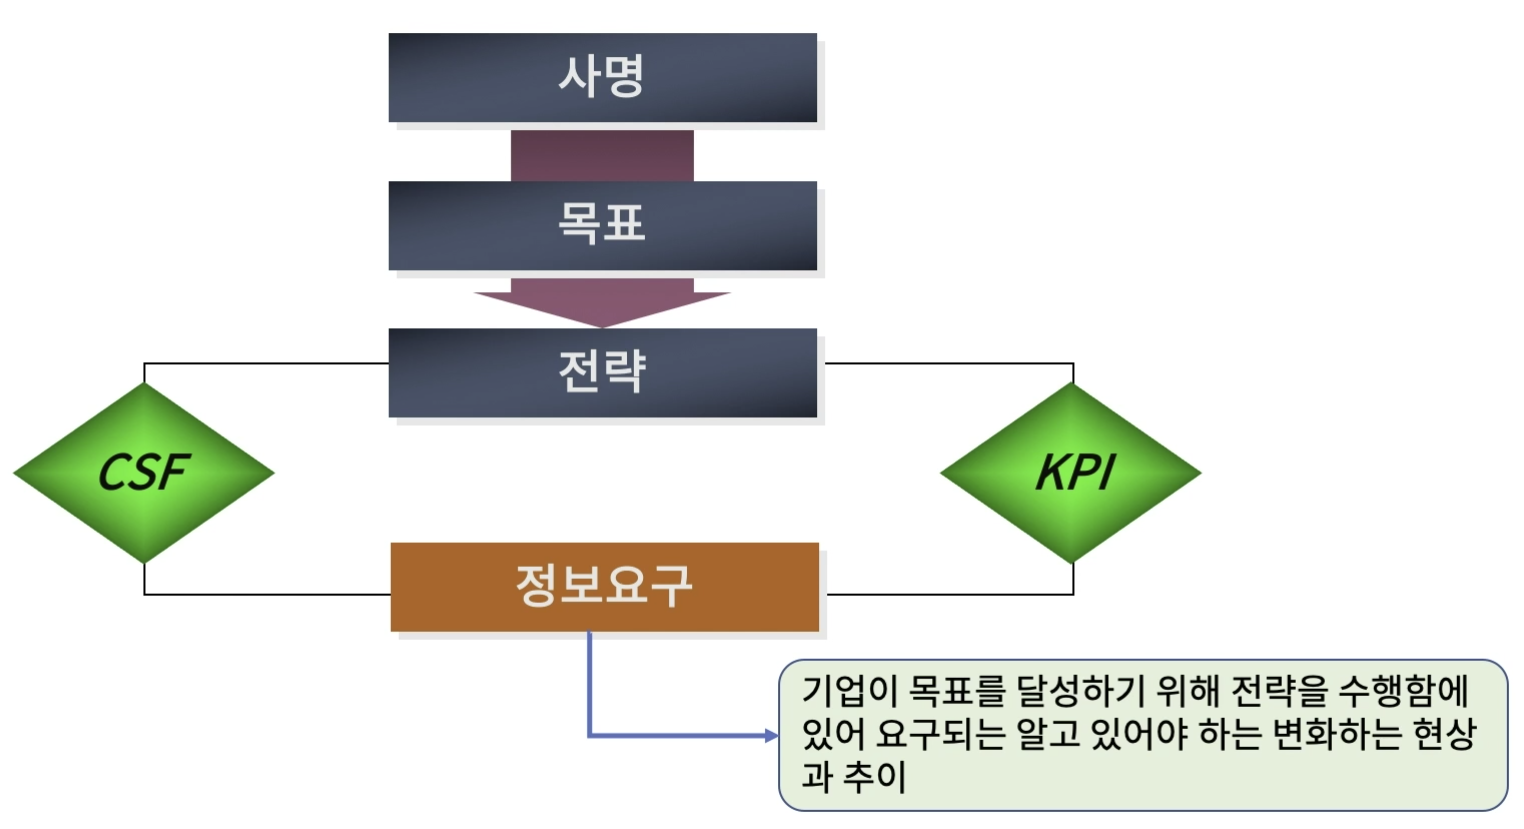 사명
목표
전략
CSF
KPI
정보요구
기업이 목표를 달성하기 위해 전략을 수행함에
있어 요구되는 알고 있어야 하는 변화하는 현상
과 추이